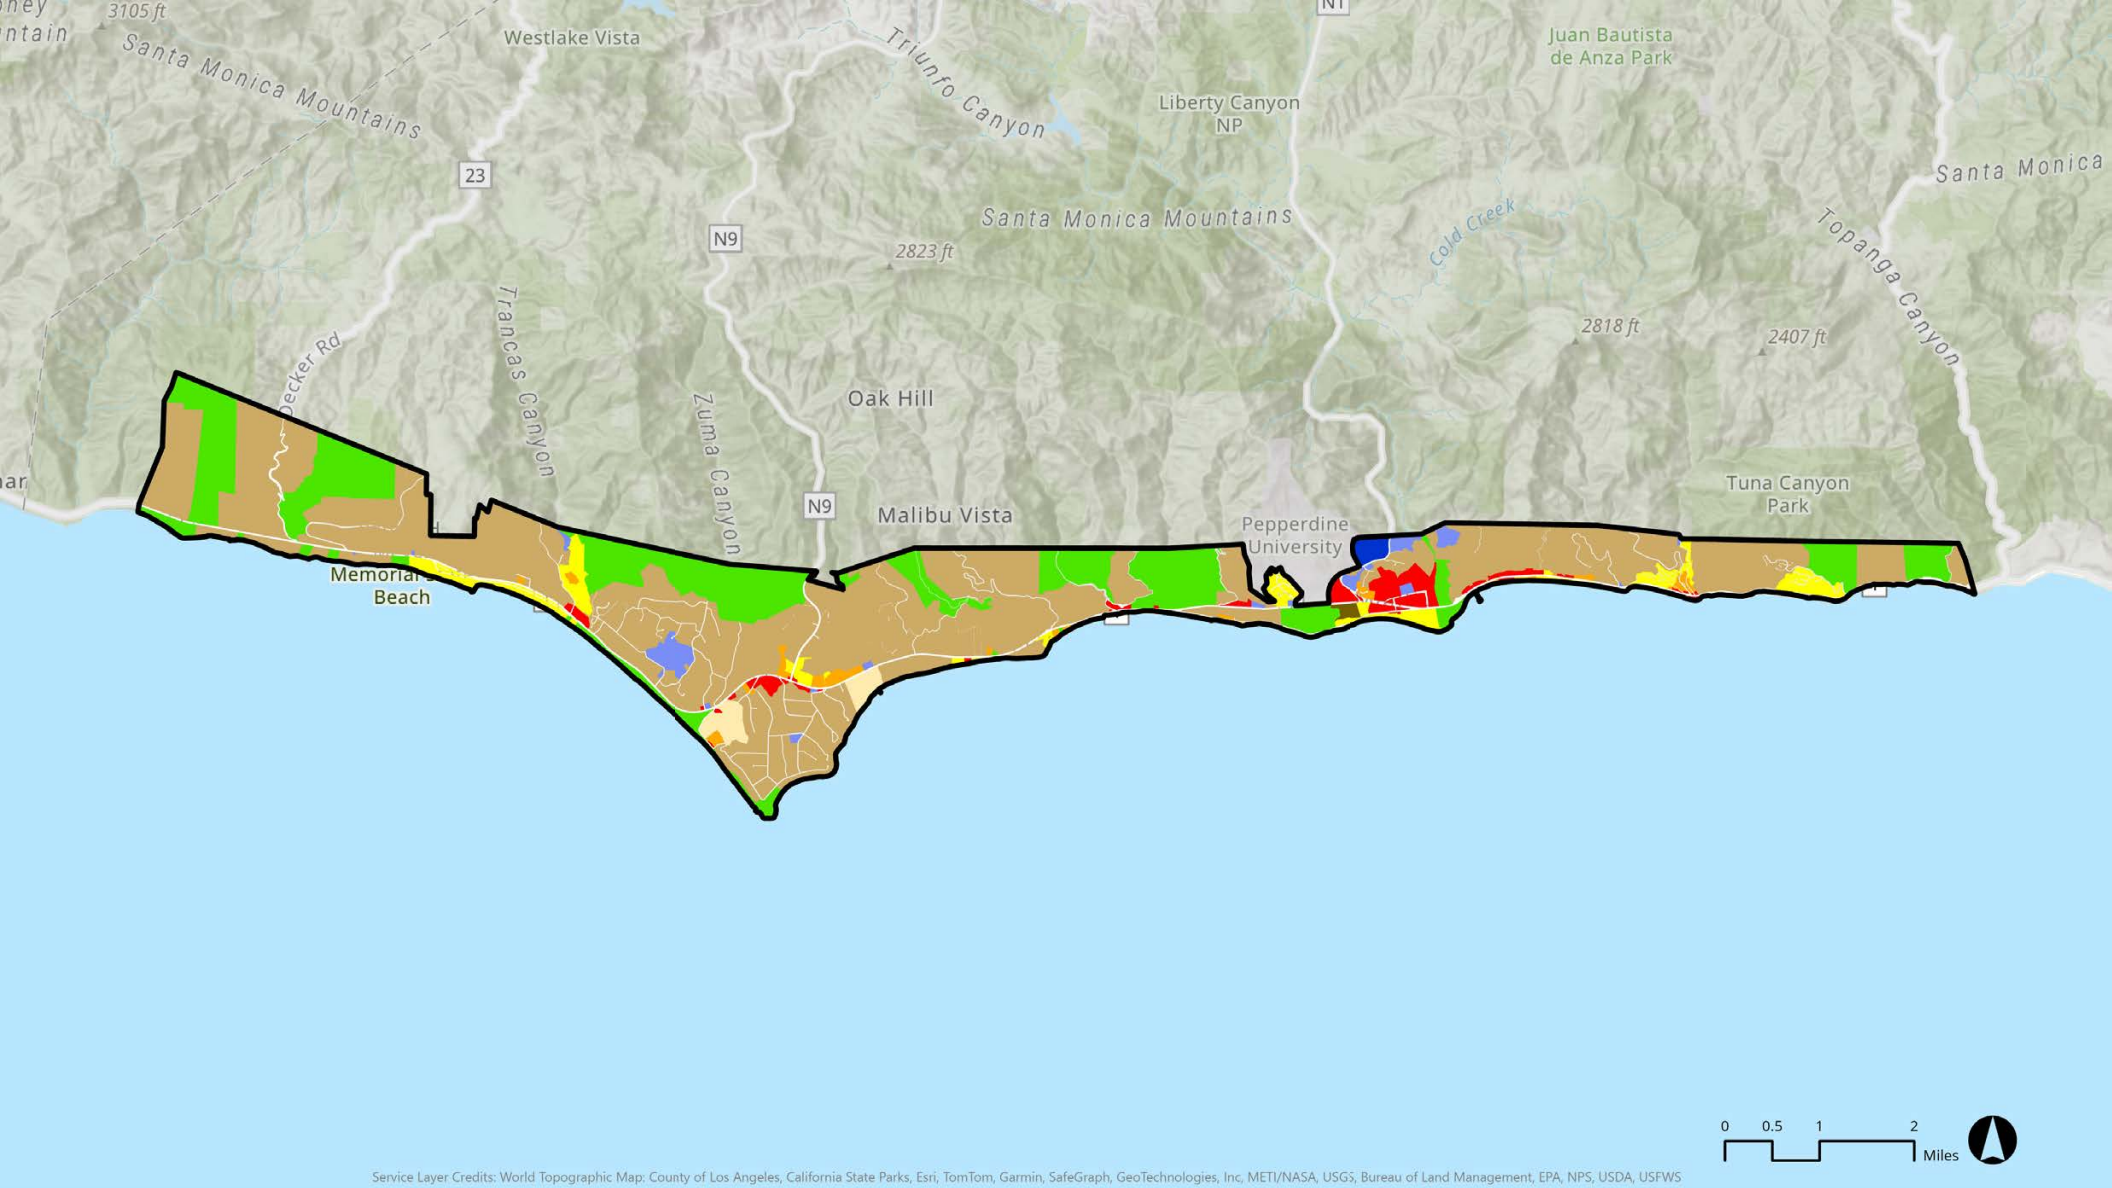 3105 ft
ntain
Santa Monica Mountains
Westlake Vista
Triunfo Canyon
N1
Juan Bautista
de Anza Park
Liberty Canyon
NP
23
Santa Monica
Santa Monica Mountains
Cold Creek
Topanga Canyon
N9
2823 ft
Trancas Canyon
2818 ft
2407 ft
Decker Rd
Zuma Canyon
Oak Hill
Tuna Canyon
Park
N9
Malibu Vista
Pepperdine
University
Memorial
Beach
0 0.5 1 2
Miles
Service Layer Credits: World Topographic Map: County of Los Angeles, California State Parks, Esri, TomTom, Garmin, SafeGraph, GeoTechnologies, Inc, METI/NASA, USGS, Bureau of Land Management, EPA, NPS, USDA, USFWS